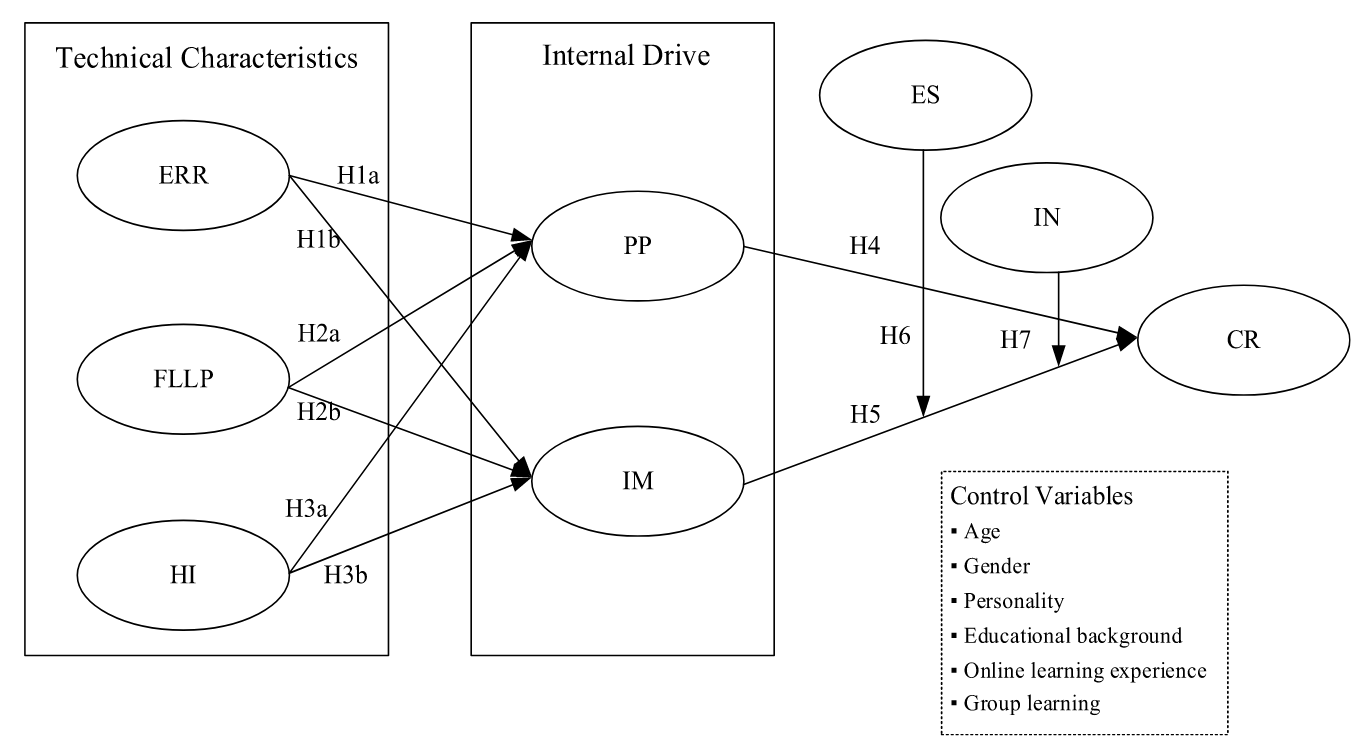 Technical Characteristics
ERR
FLLP
HI
H1a
H1b
H2a
H2b
H3a
H3b
Internal Drive
PP
IM
ES
IN
H4
H6
H7
H5
CR
Control Variables
▪ Age
▪ Gender
▪ Personality
▪ Educational background
▪ Online learning experience
▪ Group learning